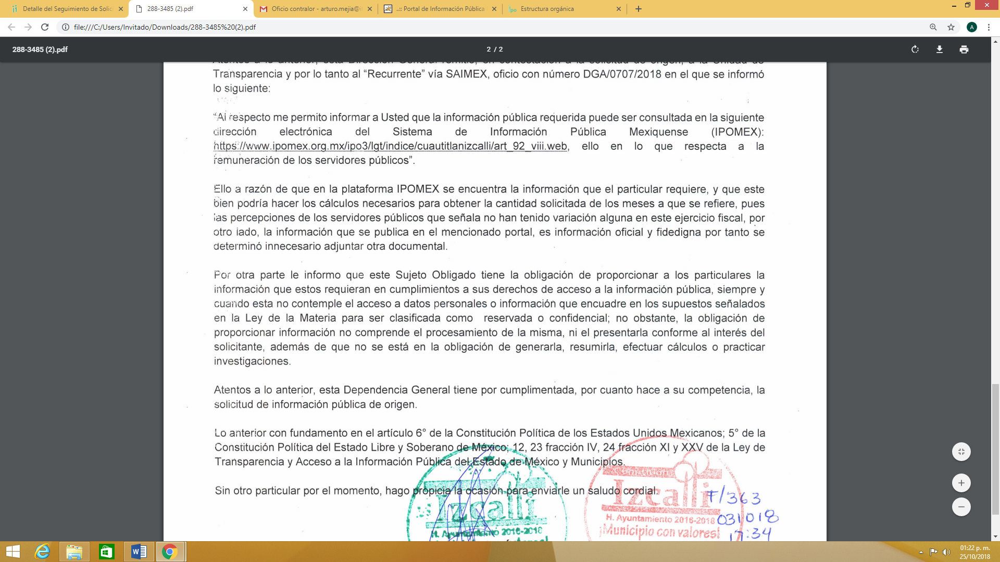 Detalle del Seguimiento de Solici
288-3485 (2).pdf
Oficio contralor - arturo.mejia@it
..:: Portal de Información Pública
Estructura orgánica
file:///C:/Users/Invitado/Downloads/288-3485%20(2).pdf
A
288-3485 (2).pdf
2 / 2
Atentos a lo anterior, esta Dirección General remitió, en contestación a la solicitud de origen, a la Unidad de
Transparencia y por lo tanto al “Recurrente” vía SAIMEX, oficio con número DGA/0707/2018 en el que se informó
lo siguiente:
“Al respecto me permito informar a Usted que la información pública requerida puede ser consultada en la siguiente
dirección electrónica del Sistema de Información Pública Mexiquense (IPOMEX):
https://www.ipomex.org.mx/ipo3/lgt/indice/cuautitlanizcalli/art_92_viii.web, ello en lo que respecta a la
remuneración de los servidores públicos”.
Ello a razón de que en la plataforma IPOMEX se encuentra la información que el particular requiere, y que este
bien podría hacer los cálculos necesarios para obtener la cantidad solicitada de los meses a que se refiere, pues
las percepciones de los servidores públicos que señala no han tenido variación alguna en este ejercicio fiscal, por
otro lado, la información que se publica en el mencionado portal, es información oficial y fidedigna por tanto se
determinó innecesario adjuntar otra documental.
Por otra parte le informo que este Sujeto Obligado tiene la obligación de proporcionar a los particulares la
información que estos requieran en cumplimientos a sus derechos de acceso a la información pública, siempre y
cuando esta no contemple el acceso a datos personales o información que encuadre en los supuestos señalados
en la Ley de la Materia para ser clasificada como reservada o confidencial; no obstante, la obligación de
proporcionar información no comprende el procesamiento de la misma, ni el presentarla conforme al interés del
solicitante, además de que no se está en la obligación de generarla, resumirla, efectuar cálculos o practicar
investigaciones.
Atentos a lo anterior, esta Dependencia General tiene por cumplimentada, por cuanto hace a su competencia, la
solicitud de información pública de origen.
Lo anterior con fundamento en el artículo 6° de la Constitución Política de los Estados Unidos Mexicanos; 5° de la
Constitución Política del Estado Libre y Soberano de México; 12, 23 fracción IV, 24 fracción XI y XXV de la Ley de
Transparencia y Acceso a la Información Pública del Estado de México y Municipios.
Sin otro particular por el momento, hago propicia la ocasión para enviarle un saludo cordial.
Izcalli
H. Ayuntamiento 2016-2018
Izcalli
H. Ayuntamiento 2016-2018
¡Municipio con valores!
F/363
031018
17:34
01:22 p. m.
25/10/2018